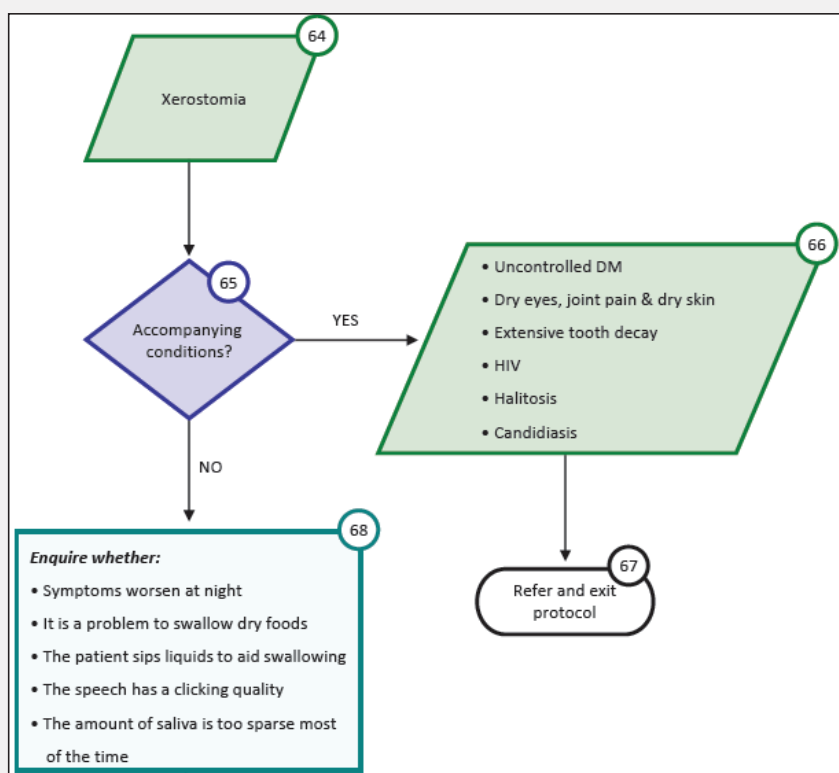 64
Xerostomia
65
Accompanying
conditions?
YES
66
• Uncontrolled DM
• Dry eyes, joint pain & dry skin
• Extensive tooth decay
• HIV
• Halitosis
• Candidiasis
NO
67
Refer and exit
protocol
68
Enquire whether:
• Symptoms worsen at night
• It is a problem to swallow dry foods
• The patient sips liquids to aid swallowing
• The speech has a clicking quality
• The amount of saliva is too sparse most
of the time